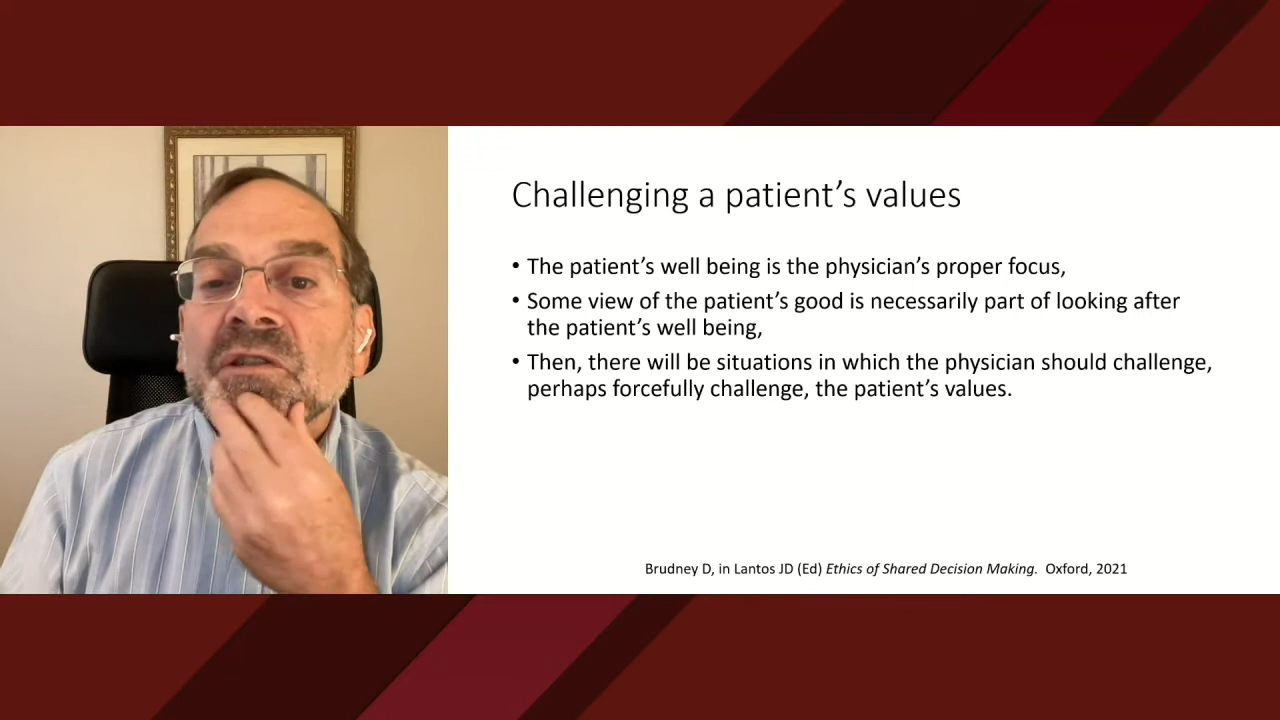 Challenging a patient’s values
• The patient’s well being is the physician’s proper focus,
• Some view of the patient’s good is necessarily part of looking after
the patient’s well being,
• Then, there will be situations in which the physician should challenge,
perhaps forcefully challenge, the patient’s values.
Brudney D, in Lantos JD (Ed) Ethics of Shared Decision Making. Oxford, 2021